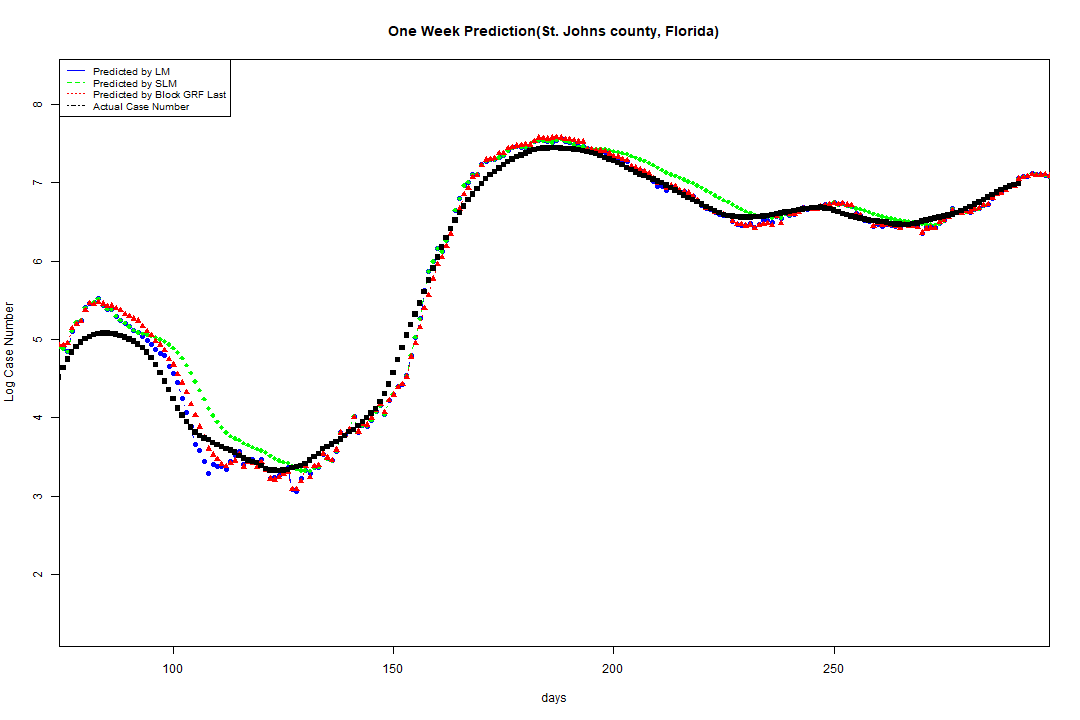 One Week Prediction(St. Johns county, Florida)
Predicted by LM
Predicted by SLM
Predicted by Block GRF Last
Actual Case Number
8
7
6
5
4
3
2
Log Case Number
100 150 200 250
days